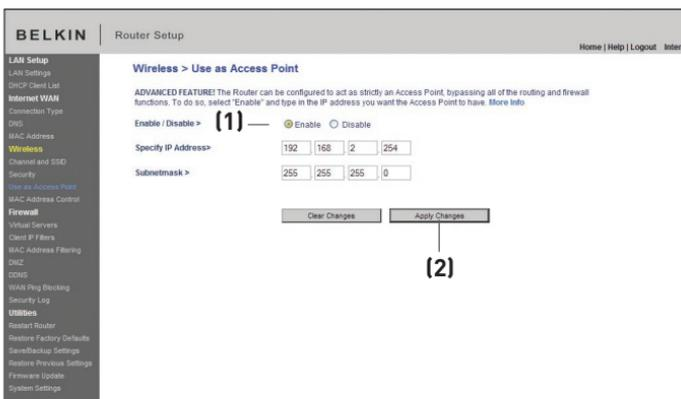 BELKIN
Router Setup
Home | Help | Logout Inter
LAN Setup
LAN Settings
DHCP Client List
Internet WAN
Connection Type
DNS
MAC Address
Wireless
Channel and SSID
Security
Use as Access Point
MAC Address Control
Firewall
Virtual Servers
Client IP Filters
MAC Address Filtering
DMZ
DDNS
WAN Ping Blocking
Security Log
Utilities
Restart Router
Restore Factory Defaults
Save/Backup Settings
Restore Previous Settings
Firmware Update
System Settings
Wireless > Use as Access Point
ADVANCED FEATURE! The Router can be configured to act as strictly an Access Point, bypassing all of the routing and firewall
functions. To do so, select "Enable" and type in the IP address you want the Access Point to have. More Info
Enable / Disable > (1) Enable Disable
Specify IP Address> 192 . 168 . 2 . 254
Subnetmask > 255 . 255 . 255 . 0
Clear Changes Apply Changes
(2)